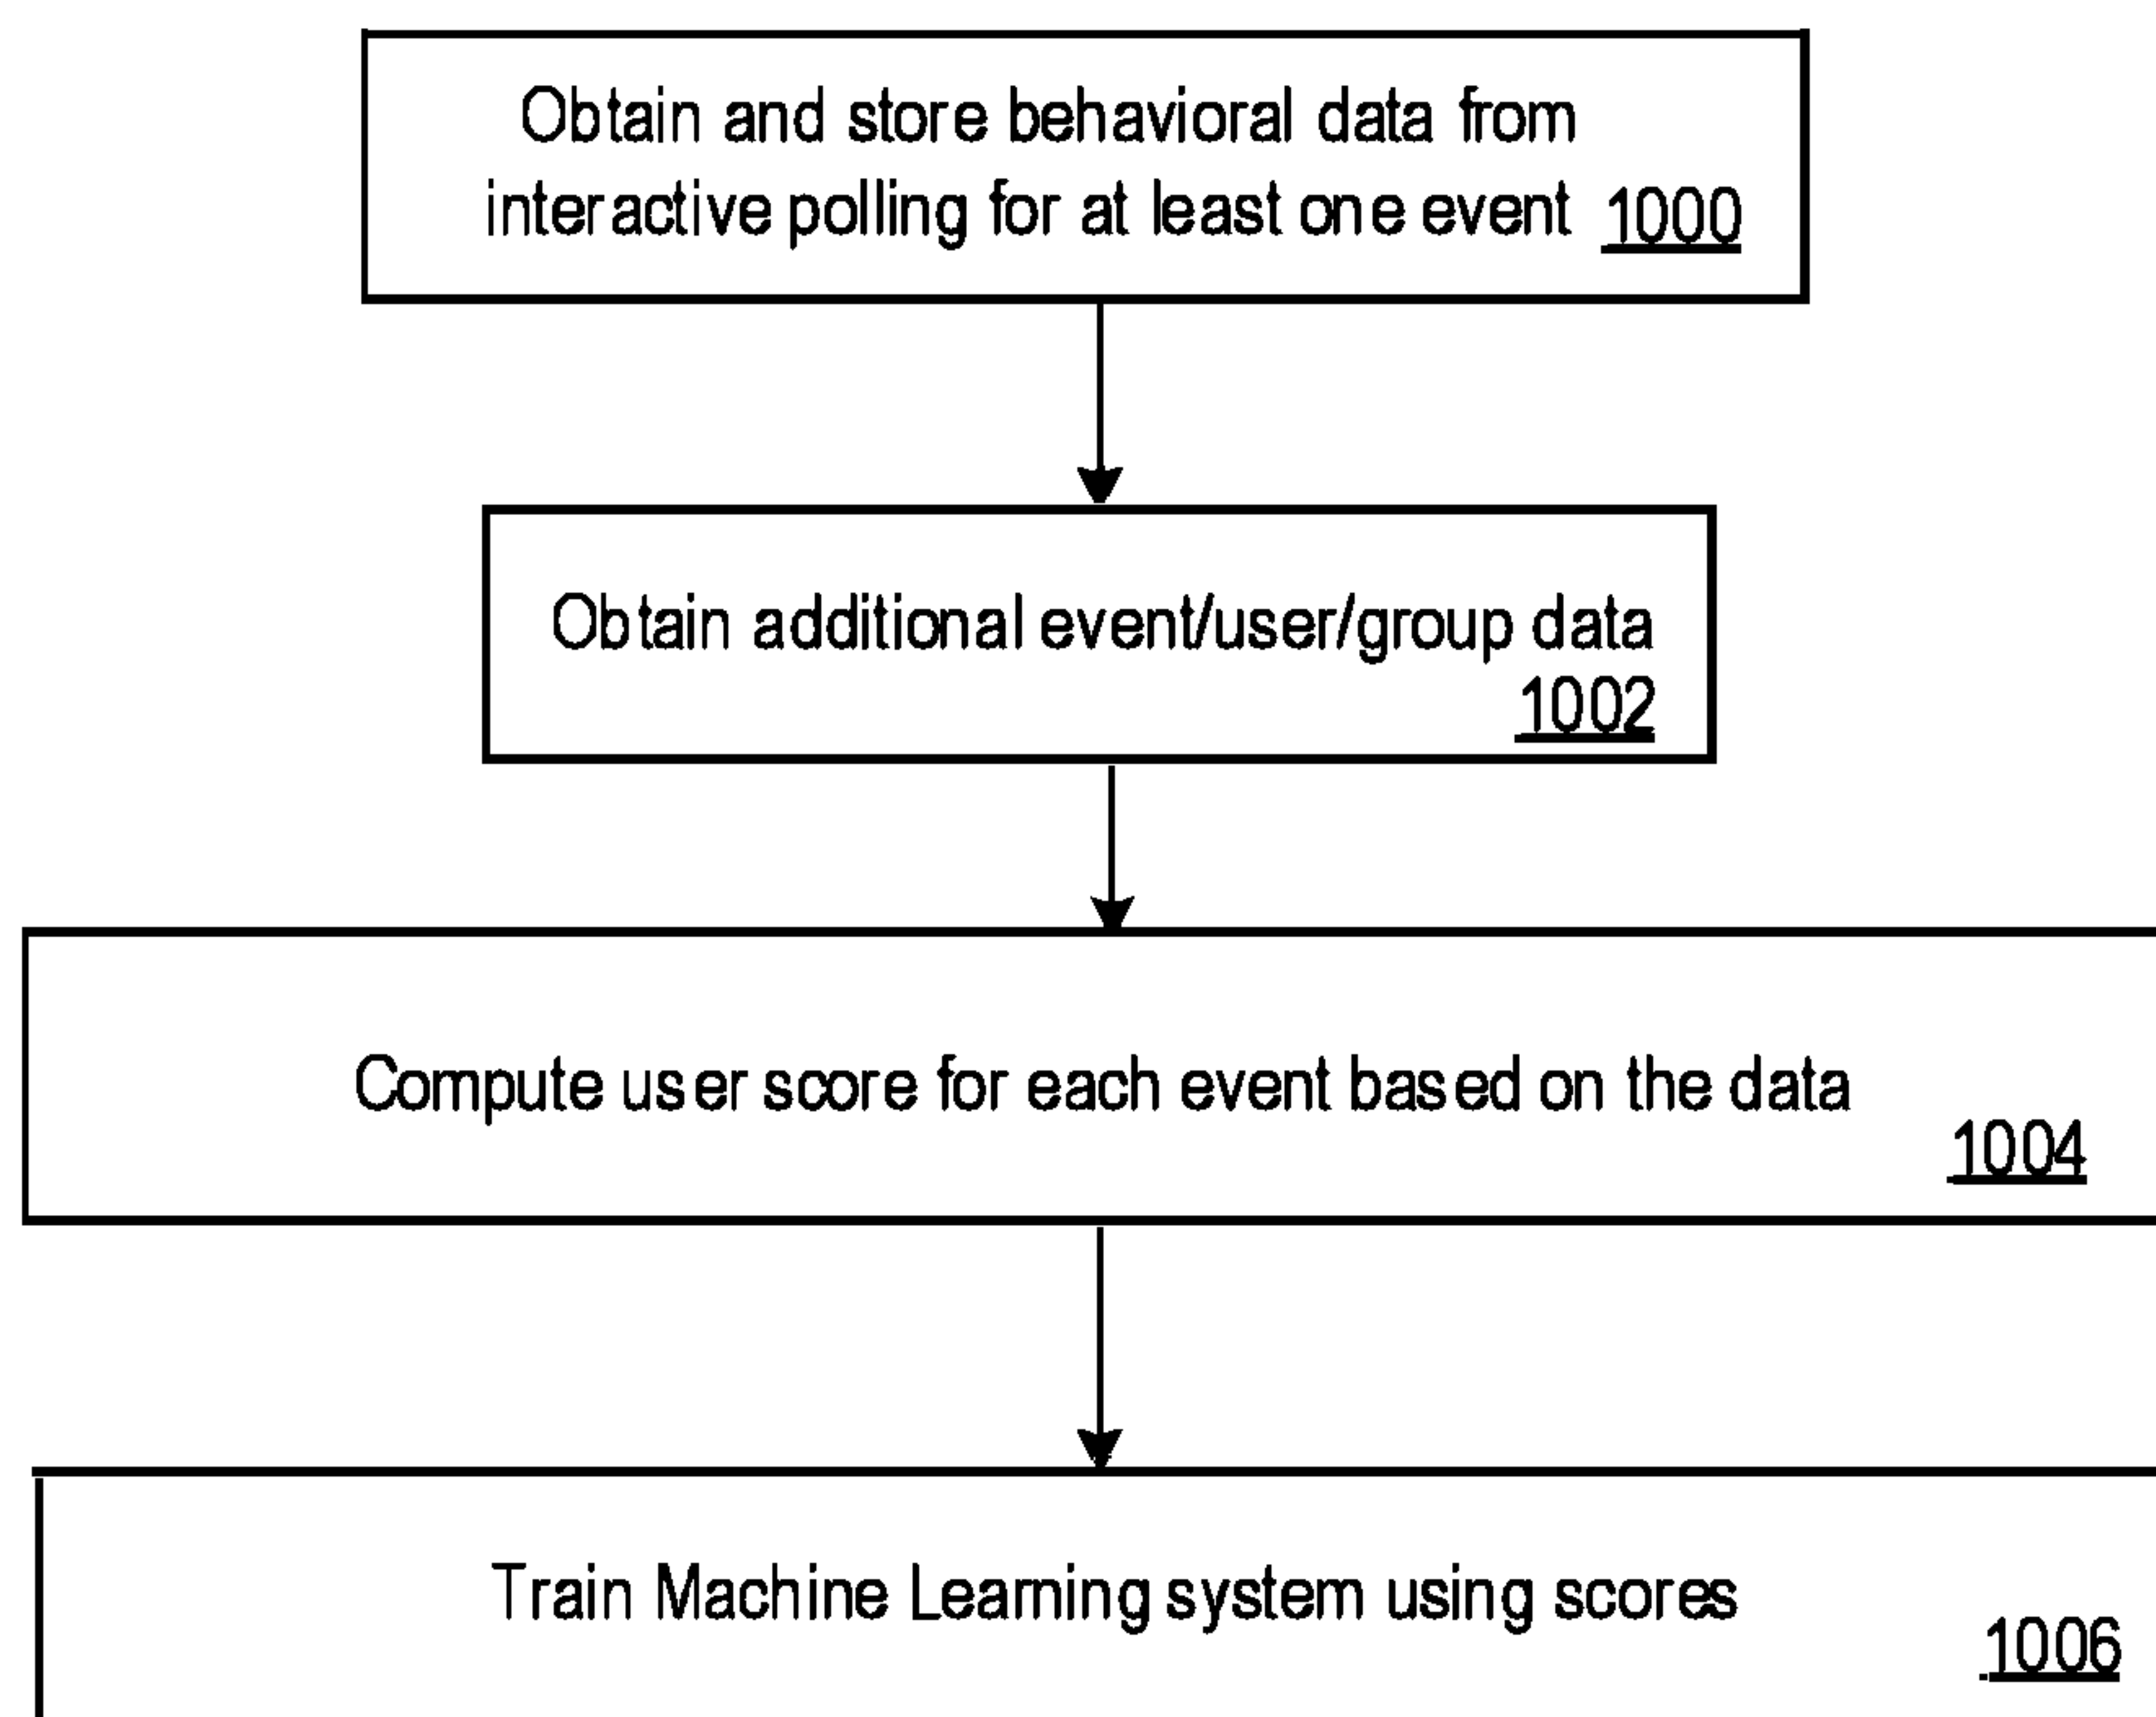 Obtain and store behavioral data from
interactive polling for at least one event 1000
Obtain additional event/user/group data
1002
Compute user score for each event based on the data
1004
Train Machine Learning system using scores
1006